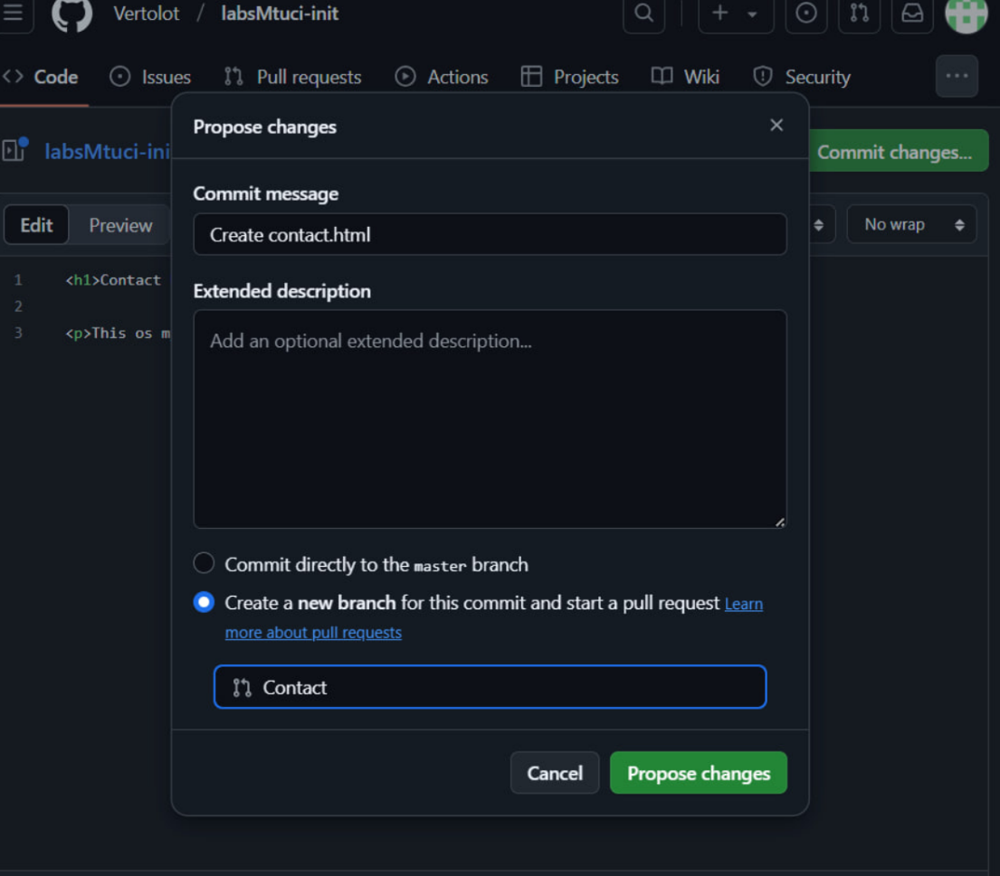 Vertolot / labsMtuci-init
<> Code Issues Pull requests Actions Projects Wiki Security
labsMtuci-ini
Commit changes...
Propose changes
Commit message
Create contact.html
Edit Preview
No wrap
1 <h1>Contact
2
3 <p>This os m
Extended description
Add an optional extended description...
Commit directly to the master branch
Create a new branch for this commit and start a pull request Learn
more about pull requests
Contact
Cancel Propose changes